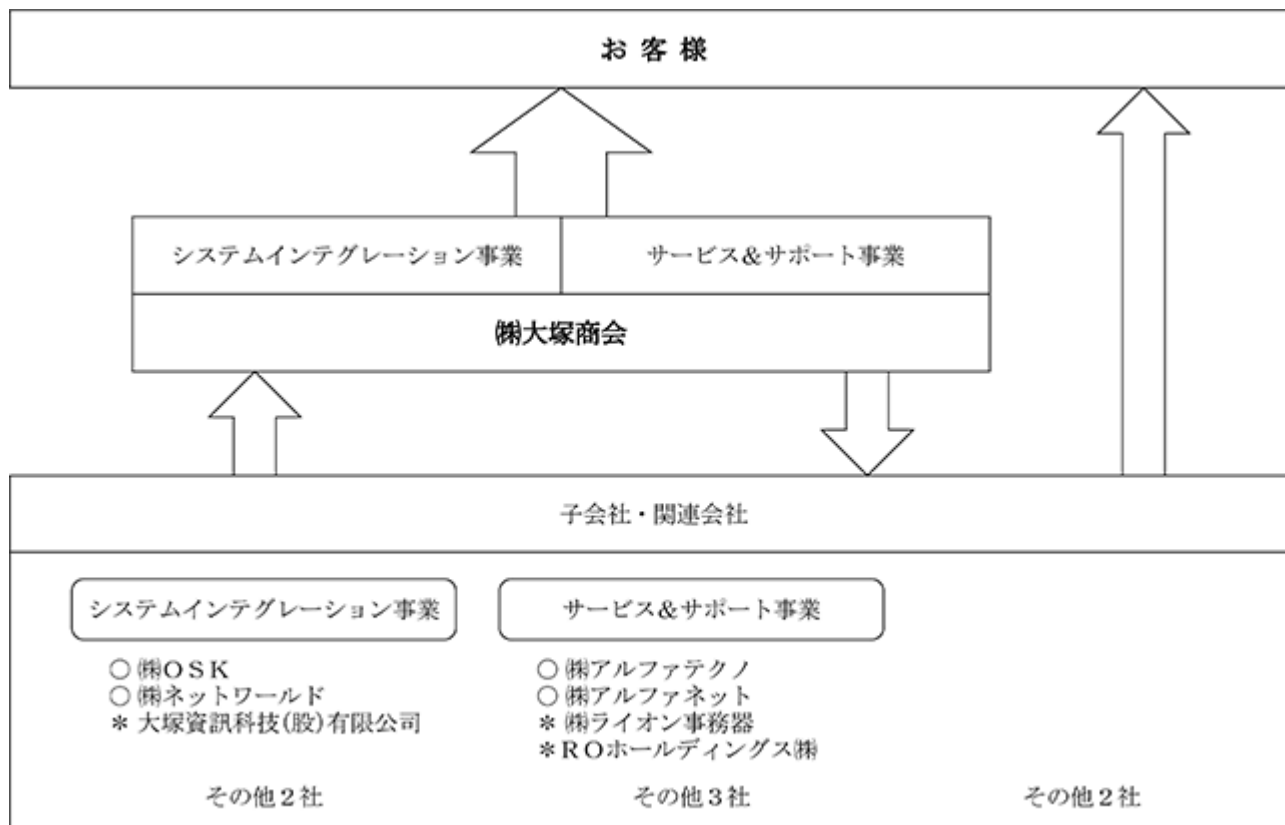 お 客 様
システムインテグレーション事業
サービス&サポート事業
㈱大塚商会
子会社・関連会社
システムインテグレーション事業
○ ㈱OSK
○ ㈱ネットワールド
* 大塚資訊科技(股)有限公司
その他2社
サービス&サポート事業
○ ㈱アルファテクノ
○ ㈱アルファネット
* ㈱ライオン事務器
* ROホールディングス㈱
その他3社
その他2社